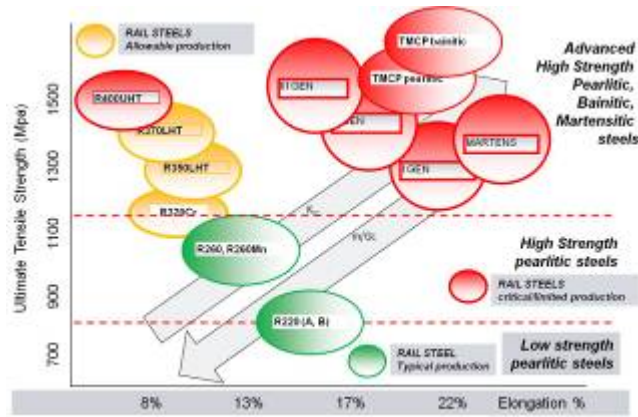 RAIL STEELS
Allowable production
TMCP bainitic
TMCP pearlitic
Advanced
High Strength
Pearlitic,
Bainitic,
Martensitic
steels
R400UHT
R370LHT
R350LHT
R320Cr
MARTENS
R260, R260Mn
R220 (A, B)
High Strength
pearlitic steels
RAIL STEELS
critical/limited production
RAIL STEEL
Typical production
Low strength
pearlitic steels
Ultimate Tensile Strength (Mpa)
1500
1300
1100
900
700
8%
13%
17%
22%
Elongation %